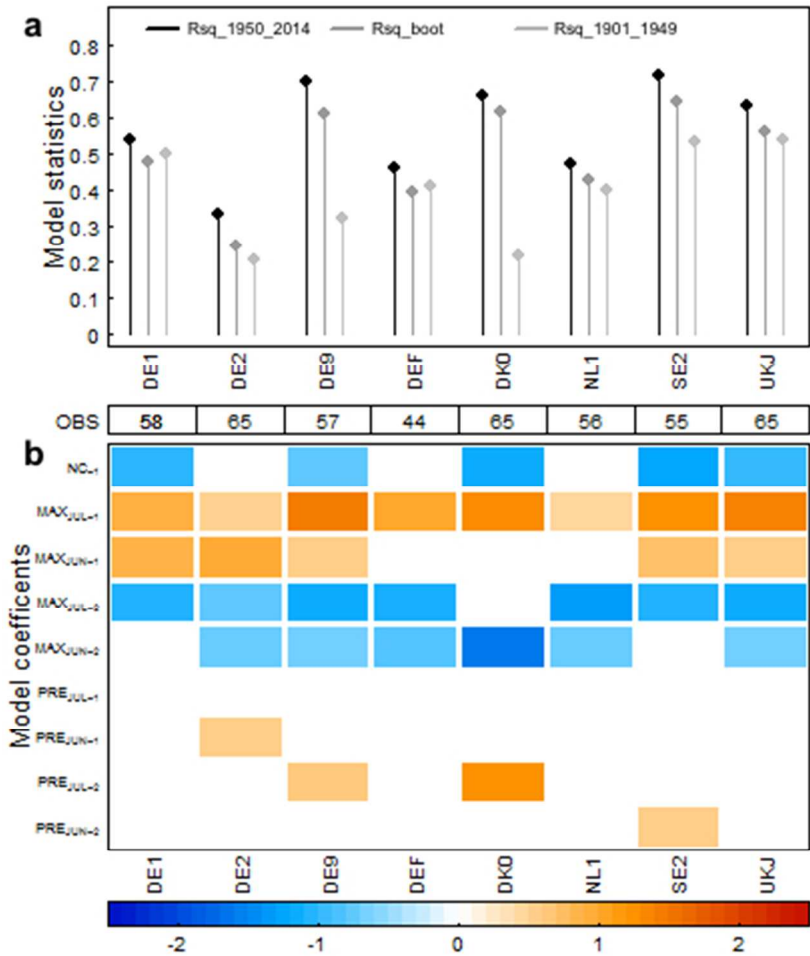 a
Rsq_1950_2014 Rsq_boot Rsq_1901_1949
Model statistics
0.8
0.7
0.6
0.5
0.4
0.3
0.2
0.1
0
DE1 DE2 DE9 DEF DK0 NL1 SE2 UKJ
OBS 58 65 57 44 65 56 55 65
b
Model coefficents
NC-1
MAXJUL-1
MAXJUN-1
MAXJUL-2
MAXJUN-2
PREJUL-1
PREJUN-1
PREJUL-2
PREJUN-2
DE1 DE2 DE9 DEF DK0 NL1 SE2 UKJ
-2 -1 0 1 2